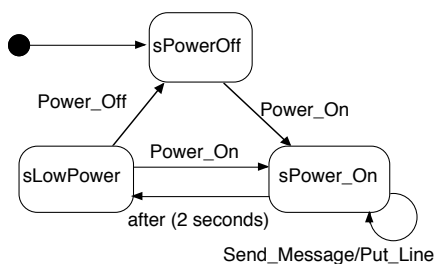 sPowerOff
Power_Off
Power_On
Power_On
sLowPower
sPower_On
after (2 seconds)
Send_Message/Put_Line